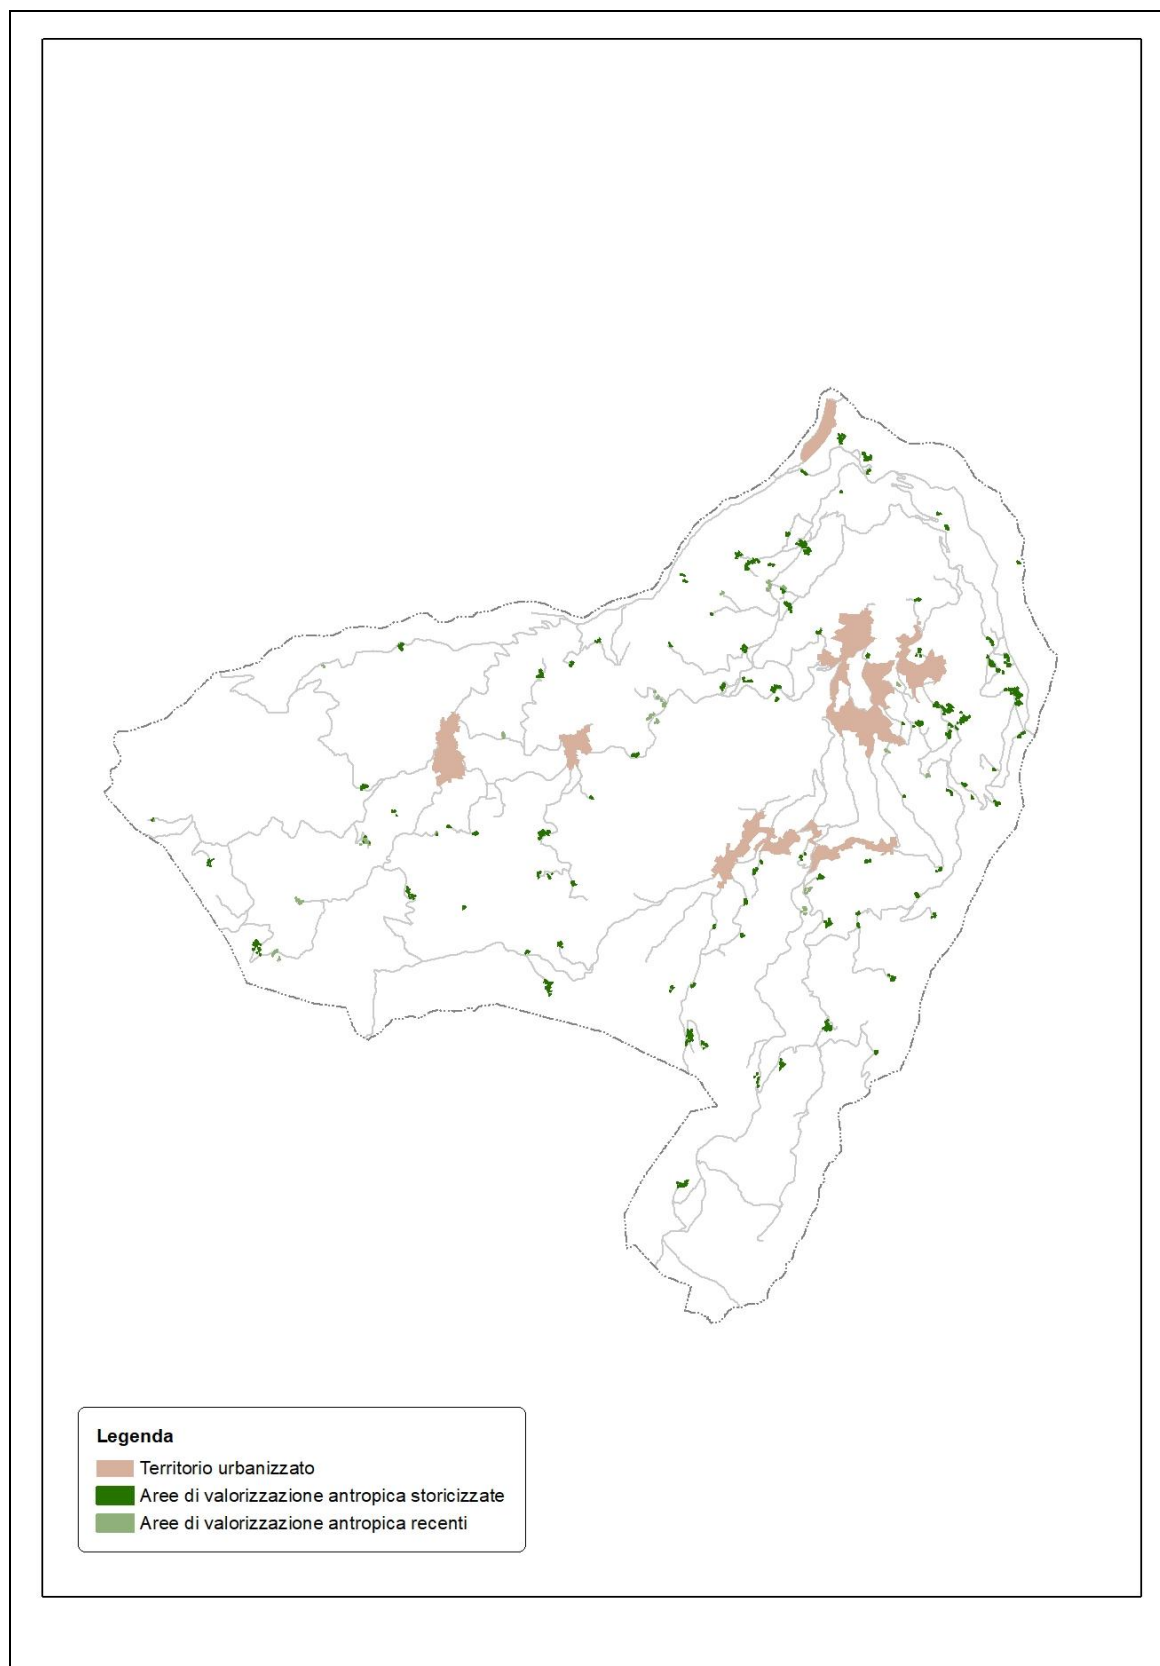 Legenda
Territorio urbanizzato
Aree di valorizzazione antropica storicizzate
Aree di valorizzazione antropica recenti